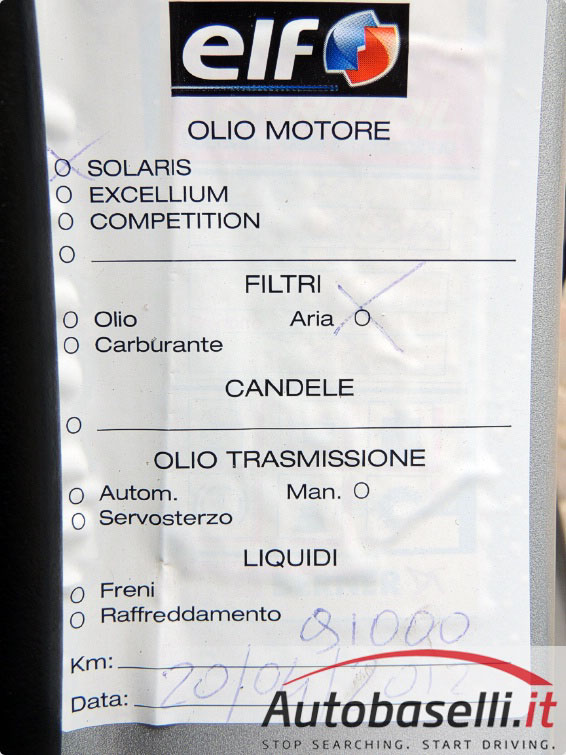 elf
OLIO MOTORE
O SOLARIS
O EXCELLIUM
O COMPETITION
O
FILTRI
O Olio Aria O
O Carburante
CANDELE
O
OLIO TRASMISSIONE
O Autom. Man. O
O Servosterzo
LIQUIDI
O Freni
O Raffreddamento
Km: 91000
Data: 20/04/2012
Autobaselli.it
STOP SEARCHING. START DRIVING.